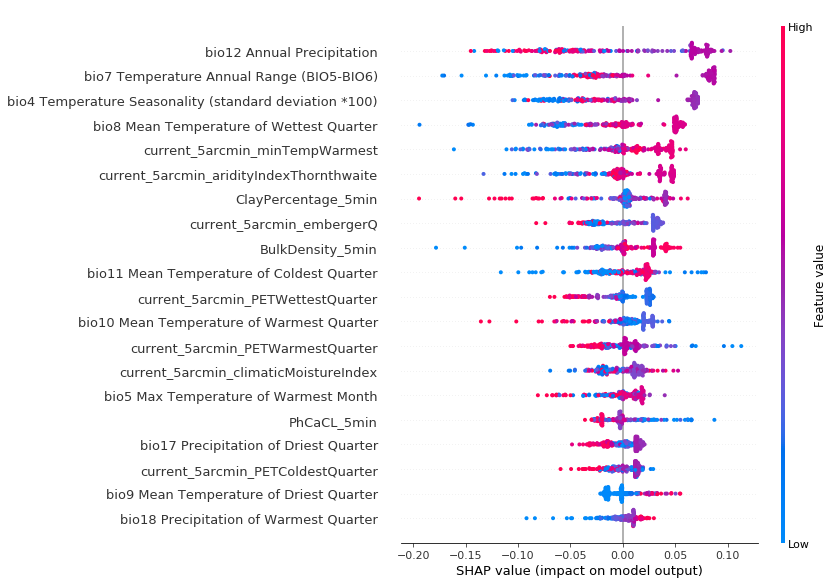 High
bio12 Annual Precipitation
bio7 Temperature Annual Range (BIO5-BIO6)
bio4 Temperature Seasonality (standard deviation *100)
bio8 Mean Temperature of Wettest Quarter
current_5arcmin_minTempWarmest
current_5arcmin_aridityIndexThornthwaite
ClayPercentage_5min
current_5arcmin_embergerQ
BulkDensity_5min
bio11 Mean Temperature of Coldest Quarter
current_5arcmin_PETWettestQuarter
bio10 Mean Temperature of Warmest Quarter
current_5arcmin_PETWarmestQuarter
current_5arcmin_climaticMoistureIndex
bio5 Max Temperature of Warmest Month
PhCaCL_5min
bio17 Precipitation of Driest Quarter
current_5arcmin_PETColdestQuarter
bio9 Mean Temperature of Driest Quarter
bio18 Precipitation of Warmest Quarter
Feature value
Low
−0.20 −0.15 −0.10 −0.05 0.00 0.05 0.10
SHAP value (impact on model output)